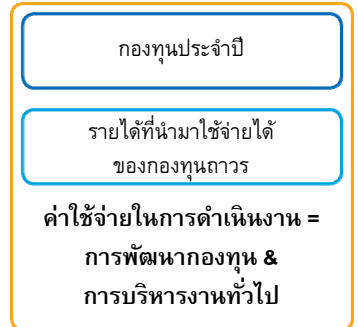 กองทุนประจำปี
รายได้ที่นำมาใช้จ่ายได้
ของกองทุนถาวร
ค่าใช้จ่ายในการดำเนินงาน =
การพัฒนากองทุน &
การบริหารงานทั่วไป